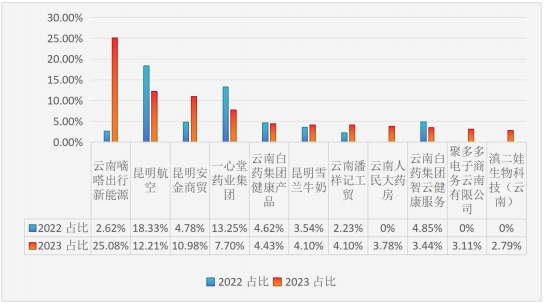 30.00%
25.00%
20.00%
15.00%
10.00%
5.00%
0.00%
云南嘀
嗒出行
新能源
昆明航
空
昆明安
金商贸
一心堂
药业集
团
云南白
药集团
健康产
品
昆明雪
兰牛奶
云南潘
祥记工
贸
云南人
民大药
房
云南白
药集团
智云健
康服务
聚多多
电子商
务云南
有限公
司
滇二娃
生物科
技（云
南）
2022 占比 2.62% 18.33% 4.78% 13.25% 4.62% 3.54% 2.23% 0% 4.85% 0% 0%
2023 占比 25.08% 12.21% 10.98% 7.70% 4.43% 4.10% 4.10% 3.78% 3.44% 3.11% 2.79%
2022 占比 2023 占比